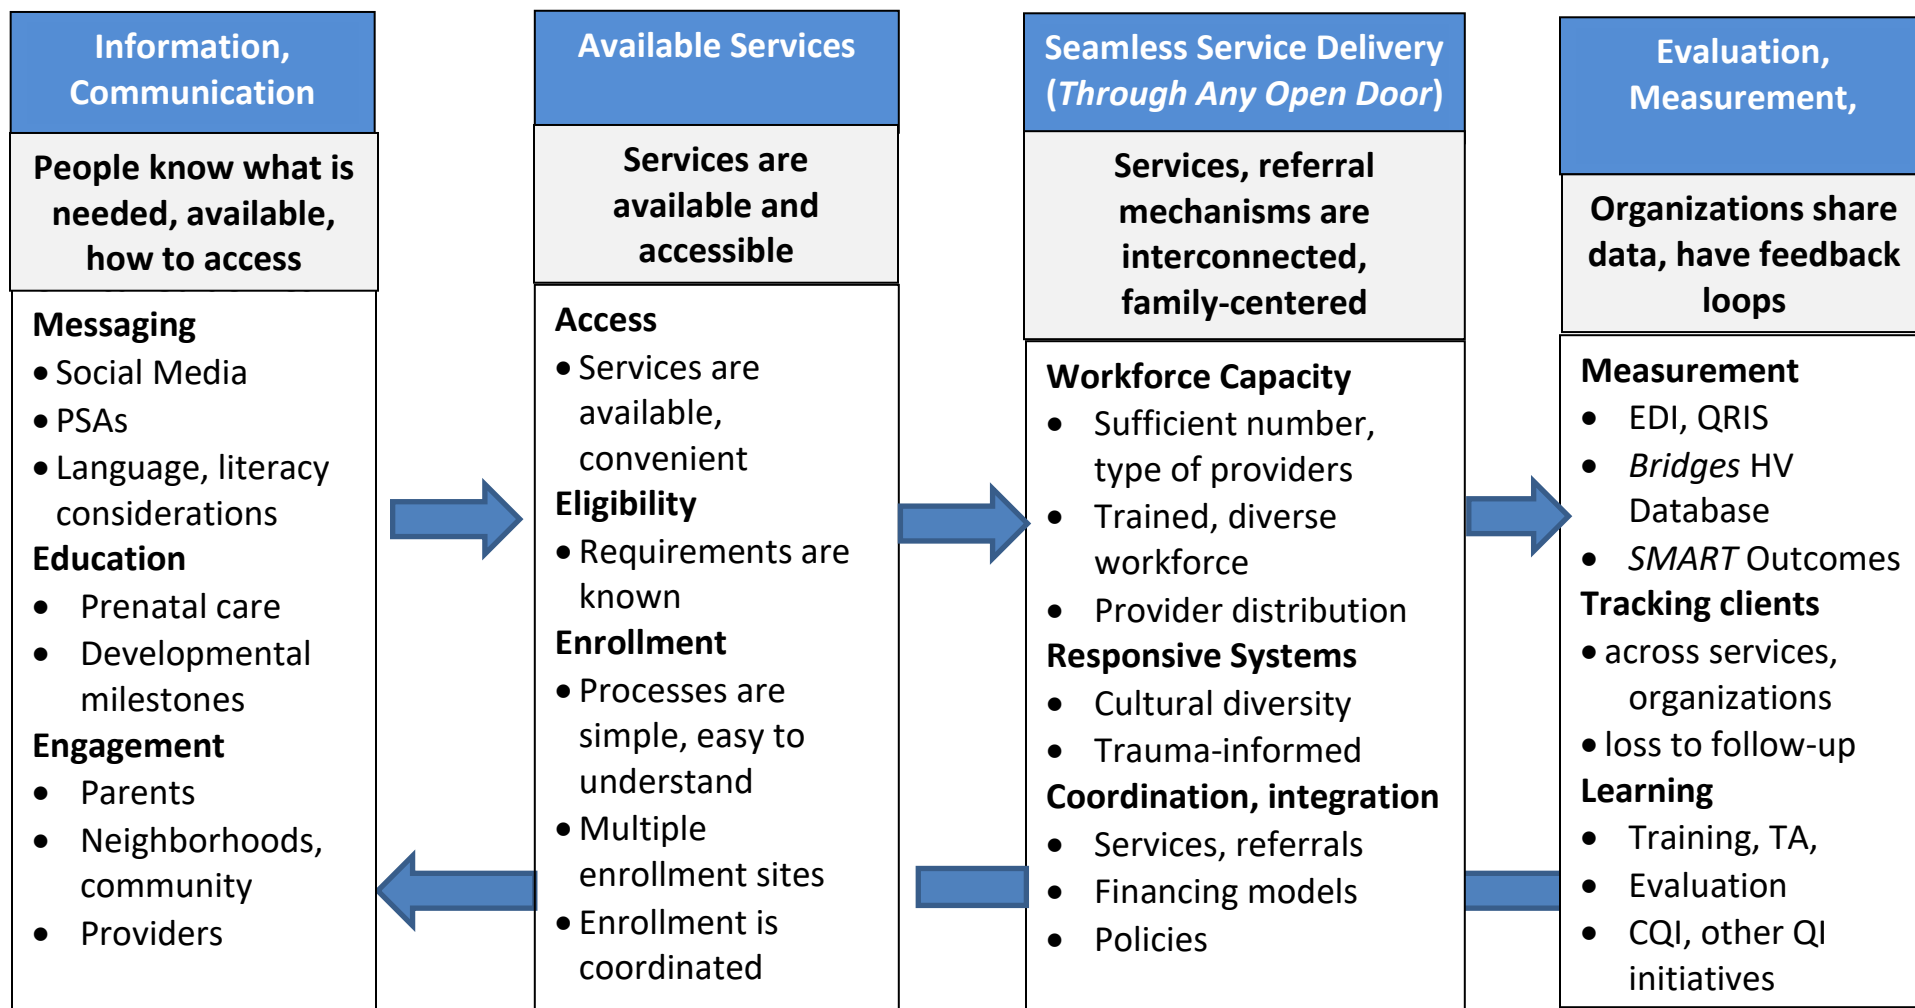 Information,
Communication
People know what is
needed, available,
how to access
Messaging
• Social Media
• PSAs
• Language, literacy
considerations
Education
• Prenatal care
• Developmental
milestones
Engagement
• Parents
• Neighborhoods,
community
• Providers
Available Services
Services are
available and
accessible
Access
• Services are
available,
convenient
Eligibility
• Requirements are
known
Enrollment
• Processes are
simple, easy to
understand
• Multiple
enrollment sites
• Enrollment is
coordinated
Seamless Service Delivery
(Through Any Open Door)
Services, referral
mechanisms are
interconnected,
family-centered
Workforce Capacity
• Sufficient number,
type of providers
• Trained, diverse
workforce
• Provider distribution
Responsive Systems
• Cultural diversity
• Trauma-informed
Coordination, integration
• Services, referrals
• Financing models
• Policies
Evaluation,
Measurement,
Organizations share
data, have feedback
loops
Measurement
• EDI, QRIS
• Bridges HV
Database
• SMART Outcomes
Tracking clients
• across services,
organizations
• loss to follow-up
Learning
• Training, TA,
• Evaluation
• CQI, other QI
initiatives